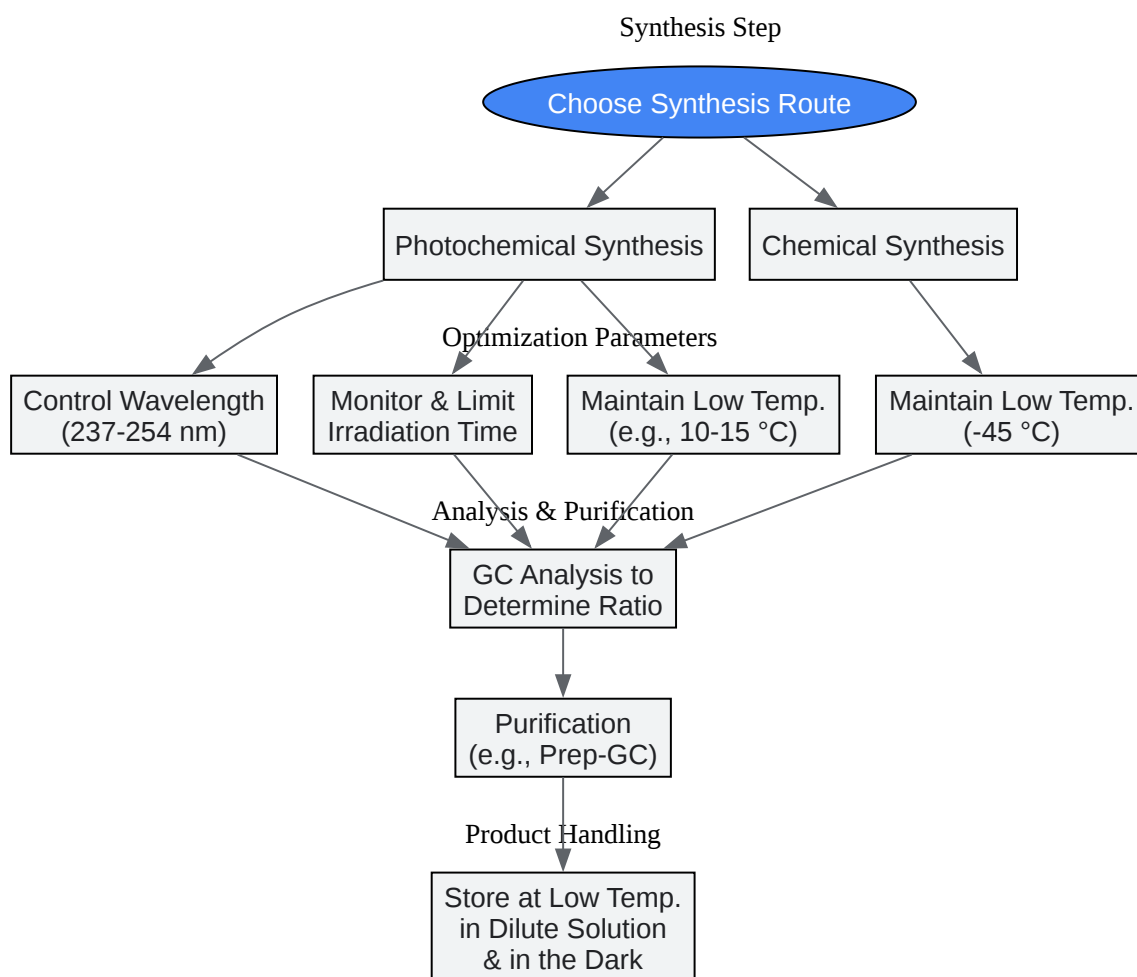 Synthesis Step
Choose Synthesis Route
Photochemical Synthesis
Chemical Synthesis
Optimization Parameters
Control Wavelength
(237-254 nm)
Monitor & Limit
Irradiation Time
Maintain Low Temp.
(e.g., 10-15 °C)
Maintain Low Temp.
(-45 °C)
Analysis & Purification
GC Analysis to
Determine Ratio
Purification
(e.g., Prep-GC)
Product Handling
Store at Low Temp.
in Dilute Solution
& in the Dark